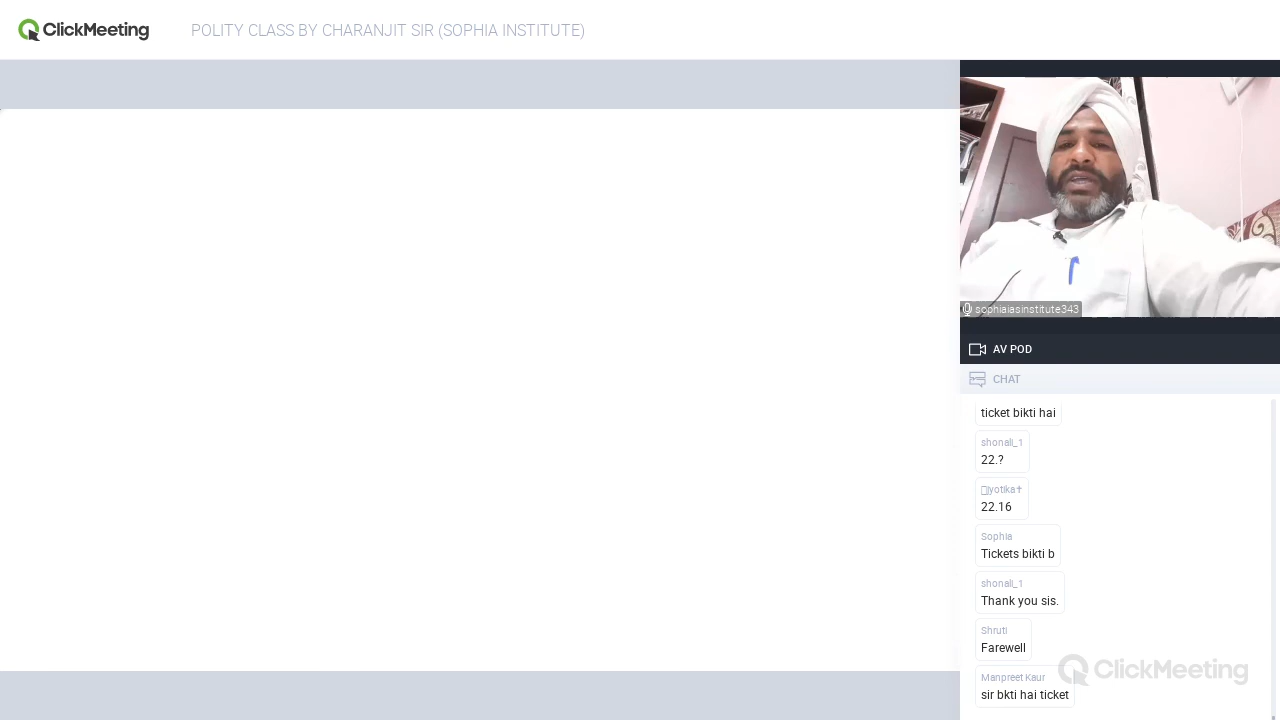 ClickMeeting
POLITY CLASS BY CHARANJIT SIR (SOPHIA INSTITUTE)
sophiaiasinstitute343
AV POD
CHAT
ticket bikti hai
shonali_1
22.?
yotika✝
22.16
Sophia
Tickets bikti b
shonali_1
Thank you sis.
Shruti
Farewell
Manpreet Kaur
sir bkti hai ticket
ClickMeeting